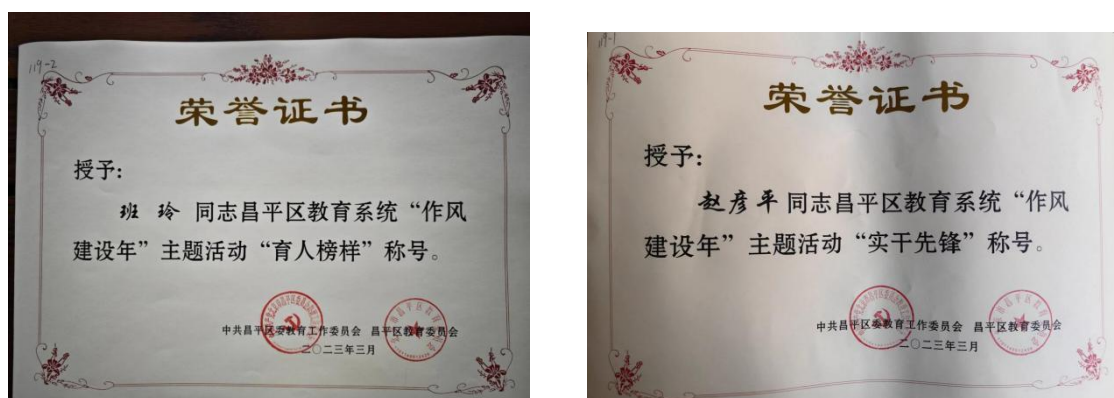 119-2
荣誉证书
授予:
班 玲 同志昌平区教育系统“作风
建设年”主题活动“育人榜样”称号。
中共昌平区委教育工作委员会 昌平区教育委员会
二〇二三年三月
119-1
荣誉证书
授予:
赵彦平同志昌平区教育系统“作风
建设年”主题活动“实干先锋”称号。
中共昌平区委教育工作委员会 昌平区教育委员会
二〇二三年三月